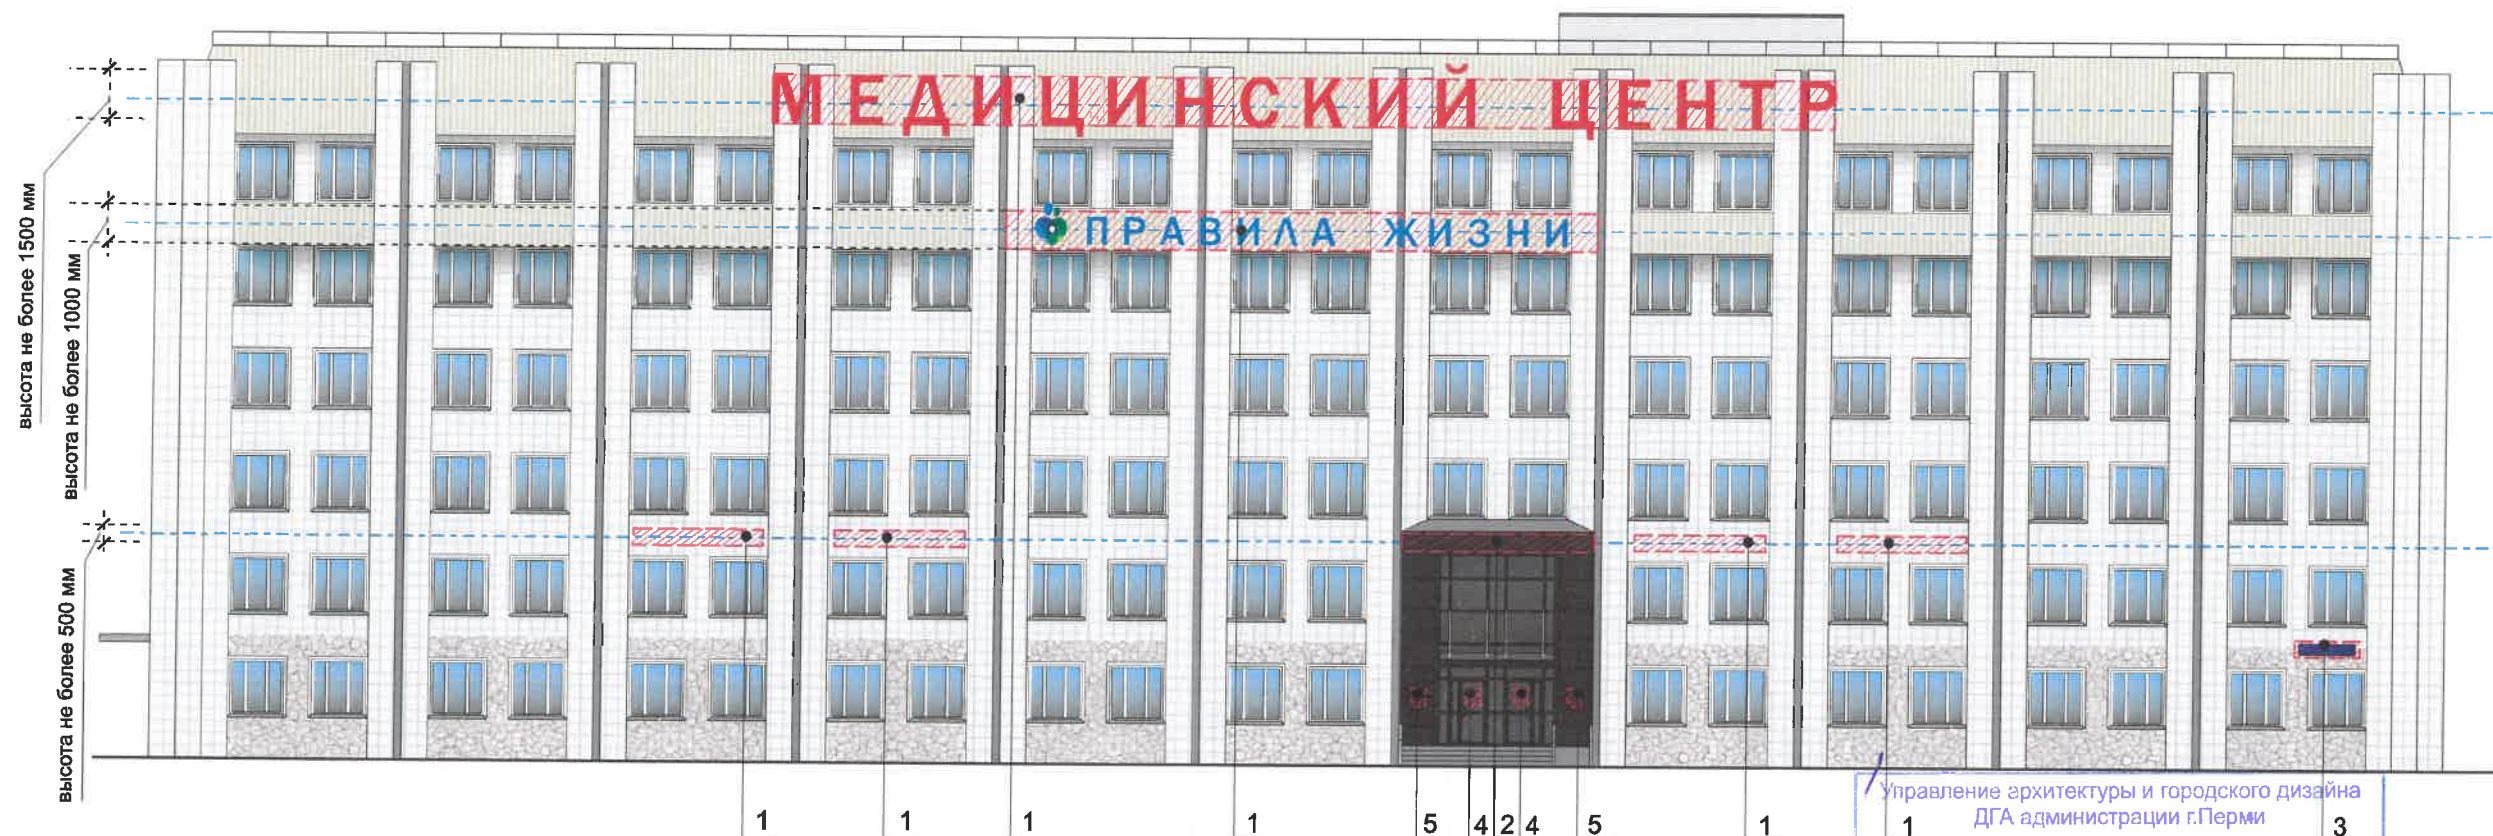 МЕДИЦИНСКИЙ ЦЕНТР
ПРАВИЛА ЖИЗНИ
высота не более 1500 мм
высота не более 1000 мм
высота не более 500 мм
1
1
1
1
5
4
2
4
5
1
1
3
Управление архитектуры и городского дизайна
ДГА администрации г.Перми